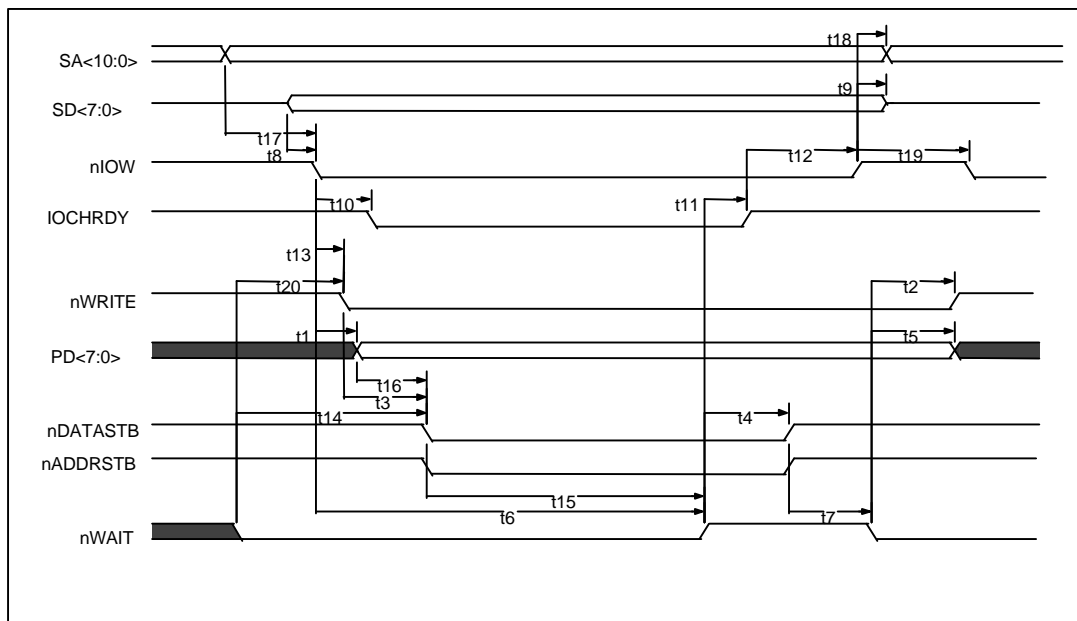 t18
SA<10:0>
t9
SD<7:0>
t17
t8
t12
t19
nIOW
t10
t11
IOCHRDY
t13
t20
t2
nWRITE
t1
t5
PD<7:0>
t16
t3
t14
t4
nDATASTB
nADDRSTB
t15
t6
t7
nWAIT